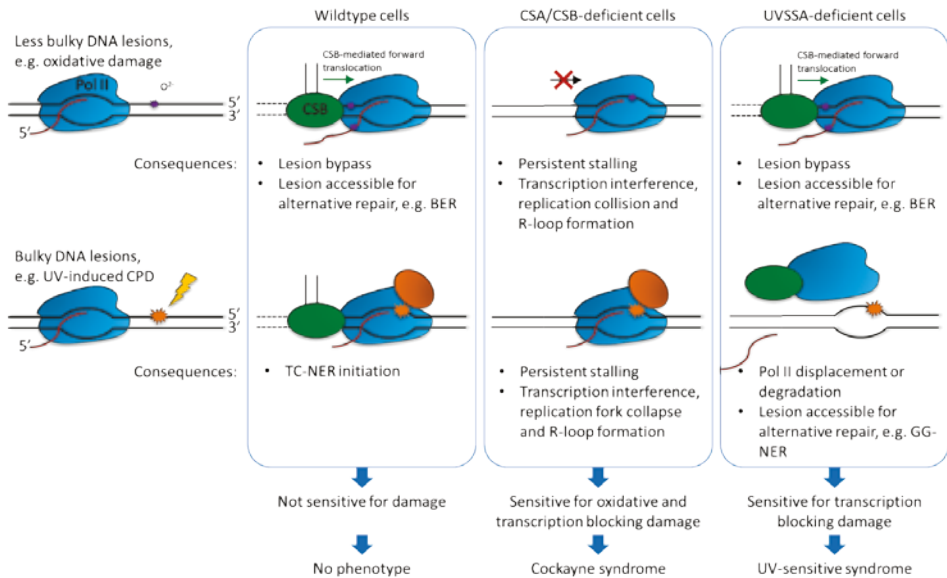 Wildtype cells
CSA/CSB-deficient cells
UVSSA-deficient cells
Less bulky DNA lesions,
e.g. oxidative damage
Pol II
O²⁻
5’
3’
5’
CSB-mediated forward
translocation
CSB
CSB-mediated forward
translocation
Consequences:
• Lesion bypass
• Lesion accessible for
alternative repair, e.g. BER
• Persistent stalling
• Transcription interference,
replication collision and
R-loop formation
• Lesion bypass
• Lesion accessible for
alternative repair, e.g. BER
Bulky DNA lesions,
e.g. UV-induced CPD
5’
3’
5’
Consequences:
• TC-NER initiation
• Persistent stalling
• Transcription interference,
replication fork collapse
and R-loop formation
• Pol II displacement or
degradation
• Lesion accessible for
alternative repair, e.g. GG-
NER
Not sensitive for damage
Sensitive for oxidative and
transcription blocking damage
Sensitive for transcription
blocking damage
No phenotype
Cockayne syndrome
UV-sensitive syndrome